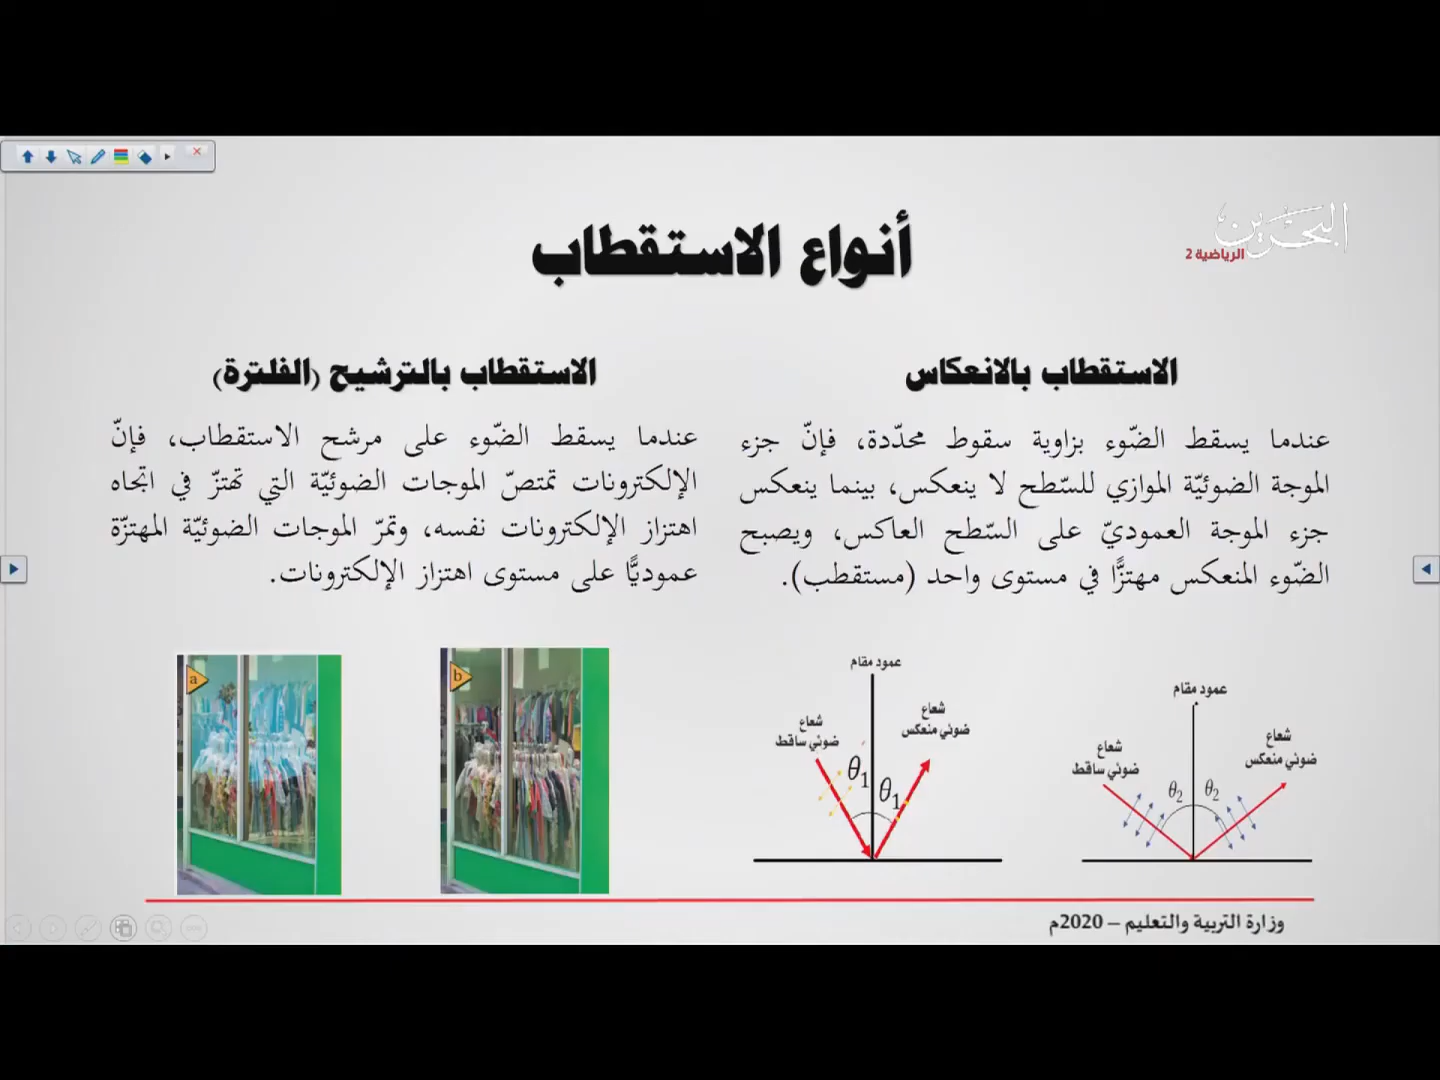 البحرين
الرياضية 2
أنواع الاستقطاب
الاستقطاب بالانعكاس
عندما يسقط الضّوء بزاوية سقوط محدّدة، فإنّ جزء
الموجة الضوئيّة الموازي للسّطح لا ينعكس، بينما ينعكس
جزء الموجة العموديّ على السّطح العاكس، ويصبح
الضّوء المنعكس مهتزًّا في مستوى واحد (مستقطب).
الاستقطاب بالترشيح (الفلترة)
عندما يسقط الضّوء على مرشح الاستقطاب، فإنّ
الإلكترونات تمتصّ الموجات الضوئيّة التي تهتزّ في اتجاه
اهتزاز الإلكترونات نفسه، وتمرّ الموجات الضوئيّة المهتزّة
عموديًّا على مستوى اهتزاز الإلكترونات.
عمود مقام
شعاع
ضوئي منعكس
شعاع
ضوئي ساقط
θ2 θ2
عمود مقام
شعاع
ضوئي منعكس
شعاع
ضوئي ساقط
θ1 θ1
b
a
وزارة التربية والتعليم – 2020م